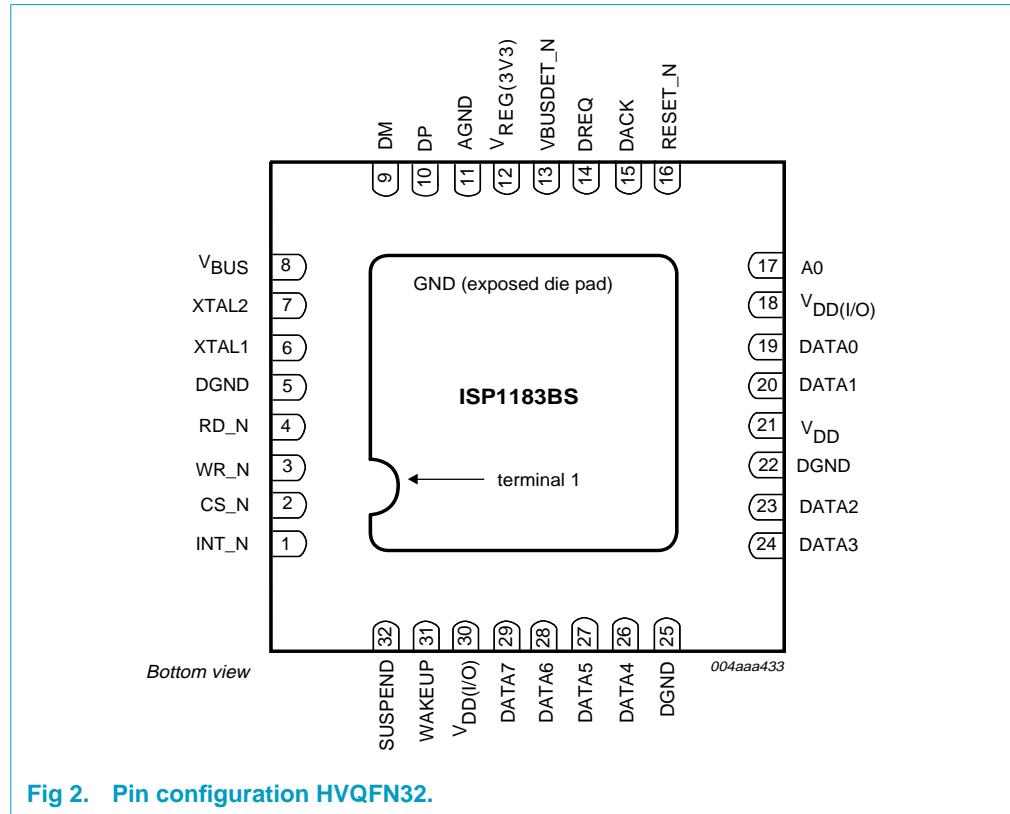 DM
DP
AGND
VREG(3V3)
VBUSDET_N
DREQ
DACK
RESET_N
9
10
11
12
13
14
15
16
VBUS 8
XTAL2 7
XTAL1 6
DGND 5
RD_N 4
WR_N 3
CS_N 2
INT_N 1
GND (exposed die pad)
ISP1183BS
terminal 1
17 A0
18 VDD(I/O)
19 DATA0
20 DATA1
21 VDD
22 DGND
23 DATA2
24 DATA3
32
31
30
29
28
27
26
25
SUSPEND
WAKEUP
VDD(I/O)
DATA7
DATA6
DATA5
DATA4
DGND
Bottom view
004aaa433
Fig 2. Pin configuration HVQFN32.